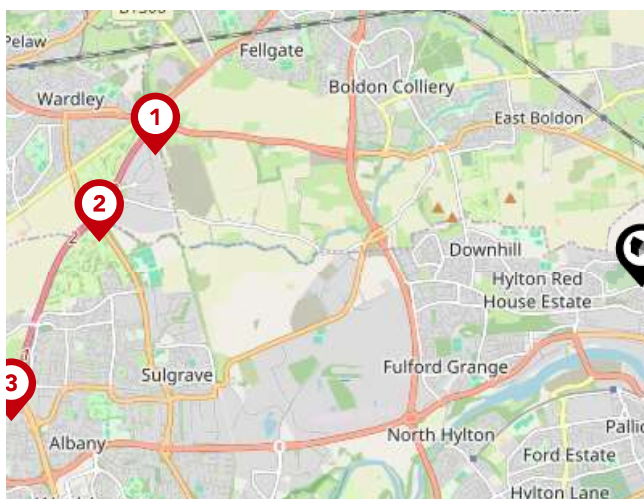 Pelaw
Fellgate
Boldon Colliery
Wardley
1
East Boldon
2
2
Downhill
Hylton Red
House Estate
Fulford Grange
3
Sulgrave
North Hylton
Albany
Ford Estate
Hylton Lane